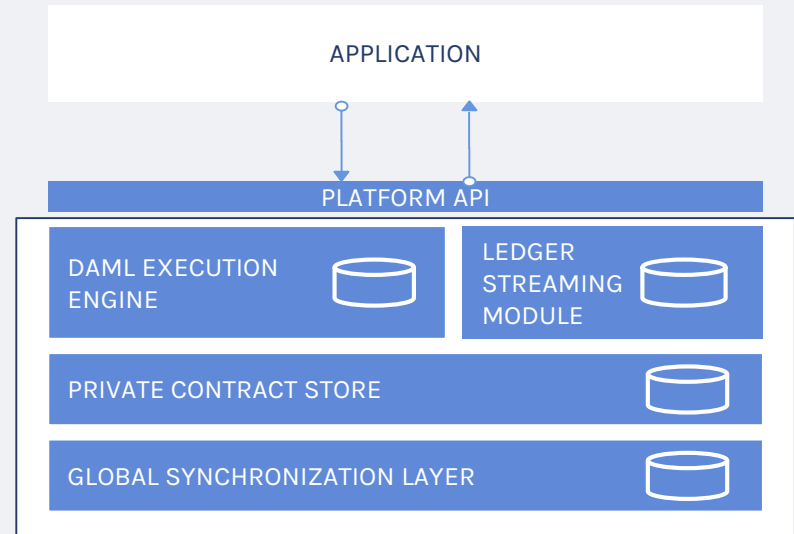 APPLICATION
PLATFORM API
DAML EXECUTION
ENGINE
LEDGER
STREAMING
MODULE
PRIVATE CONTRACT STORE
GLOBAL SYNCHRONIZATION LAYER